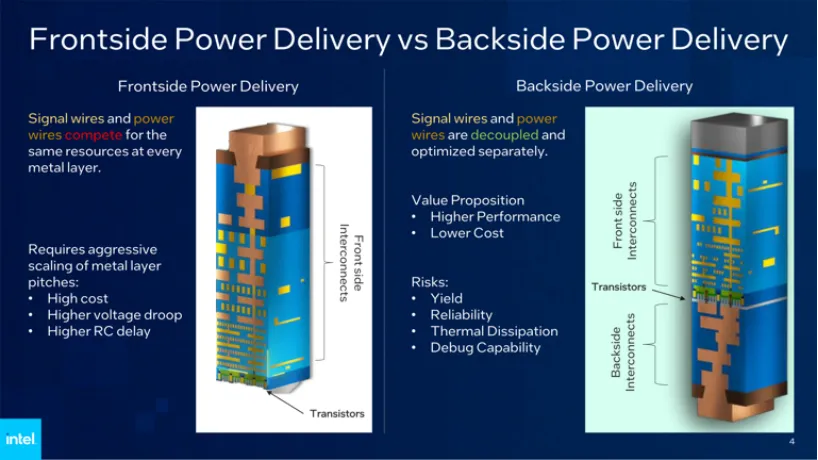 Frontside Power Delivery vs Backside Power Delivery
Frontside Power Delivery
Signal wires and power
wires compete for the
same resources at every
metal layer.
Requires aggressive
scaling of metal layer
pitches:
• High cost
• Higher voltage droop
• Higher RC delay
Front side
Interconnects
Transistors
Backside Power Delivery
Signal wires and power
wires are decoupled and
optimized separately.
Value Proposition
• Higher Performance
• Lower Cost
Risks:
• Yield
• Reliability
• Thermal Dissipation
• Debug Capability
Front side
Interconnects
Transistors
Backside
Interconnects
intel.
4